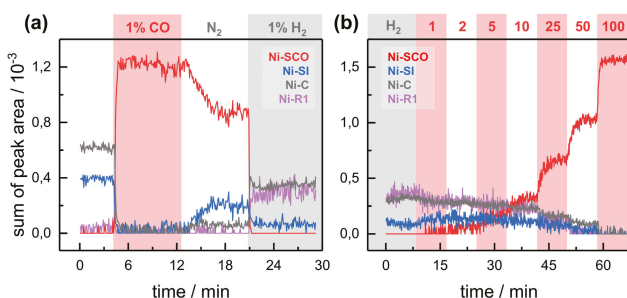 (a)
1% CO
N₂
1% H₂
Ni-SCO
Ni-SI
Ni-C
Ni-R1
sum of peak area / 10⁻³
1,2
0,8
0,4
0,0
0 6 12 18 24 30
time / min
(b)
H₂ 1 2 5 10 25 50 100
Ni-SCO
Ni-SI
Ni-C
Ni-R1
1,5
1,0
0,5
0,0
0 15 30 45 60
time / min